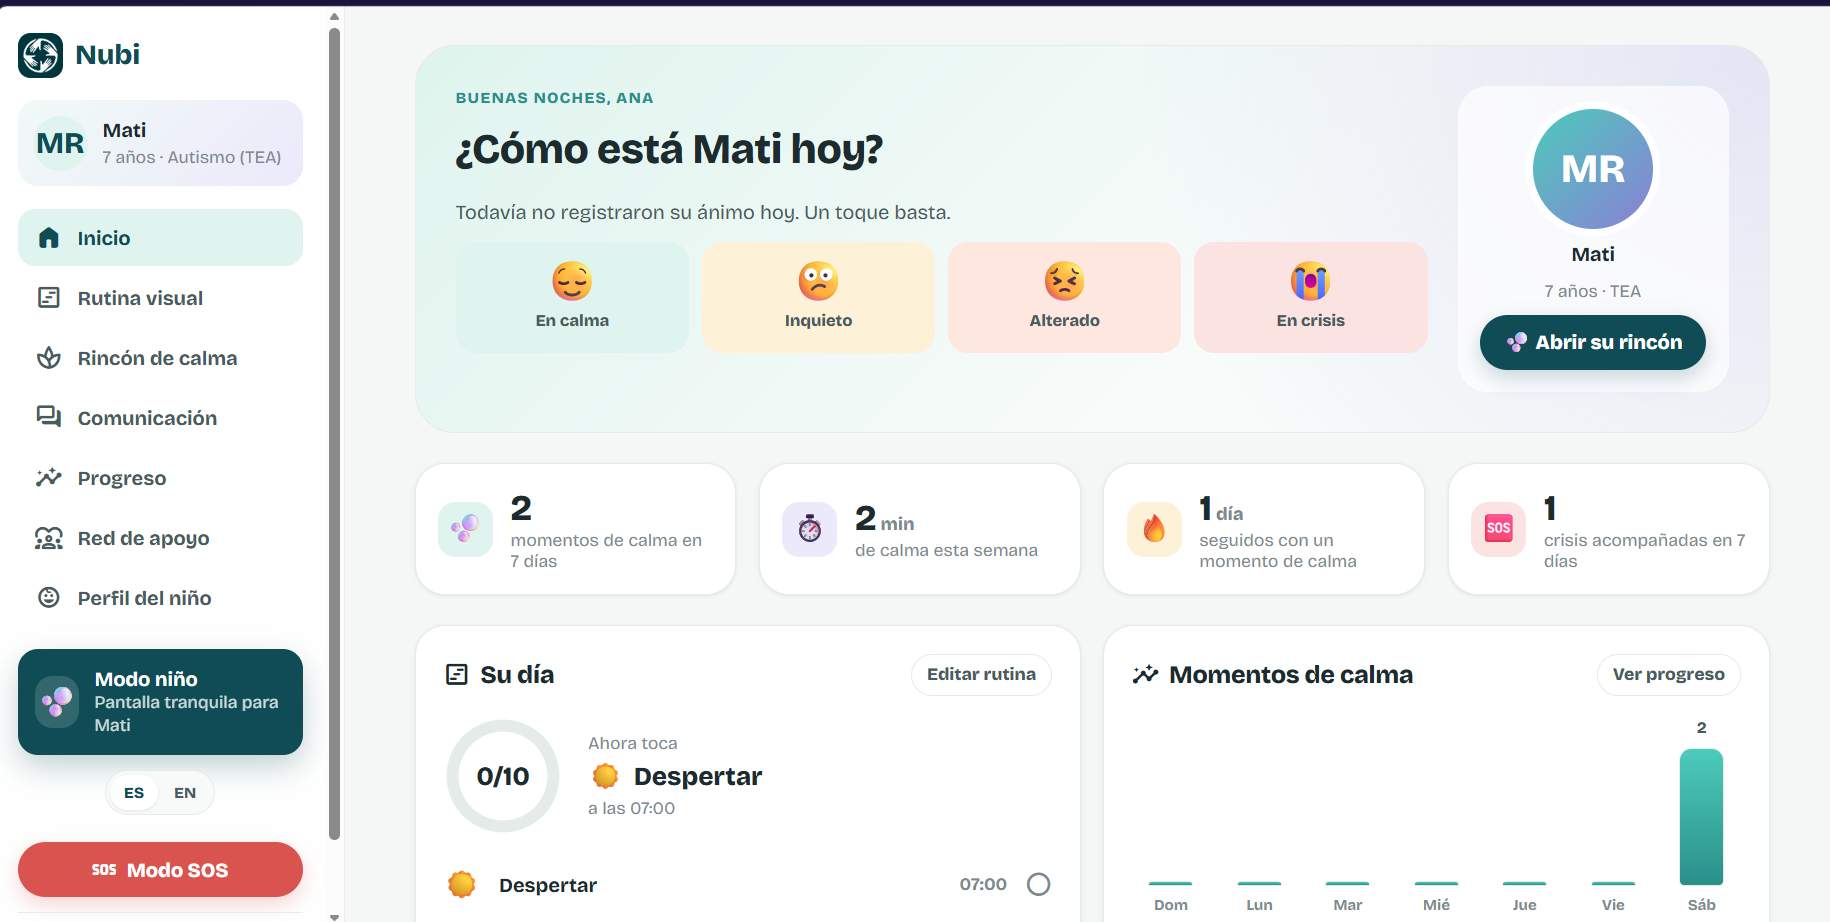 Nubi
MR
Mati
7 años · Autismo (TEA)
Inicio
Rutina visual
Rincón de calma
Comunicación
Progreso
Red de apoyo
Perfil del niño
Modo niño
Pantalla tranquila para
Mati
ES EN
SOS Modo SOS
BUENAS NOCHES, ANA
¿Cómo está Mati hoy?
Todavía no registraron su ánimo hoy. Un toque basta.
En calma
Inquieto
Alterado
En crisis
MR
Mati
7 años · TEA
Abrir su rincón
2
momentos de calma en
7 días
2 min
de calma esta semana
1 día
seguidos con un
momento de calma
SOS
1
crisis acompañadas en 7
días
Su día
Editar rutina
0/10
Ahora toca
Despertar
a las 07:00
Despertar
07:00
Momentos de calma
Ver progreso
2
Dom Lun Mar Mié Jue Vie Sáb